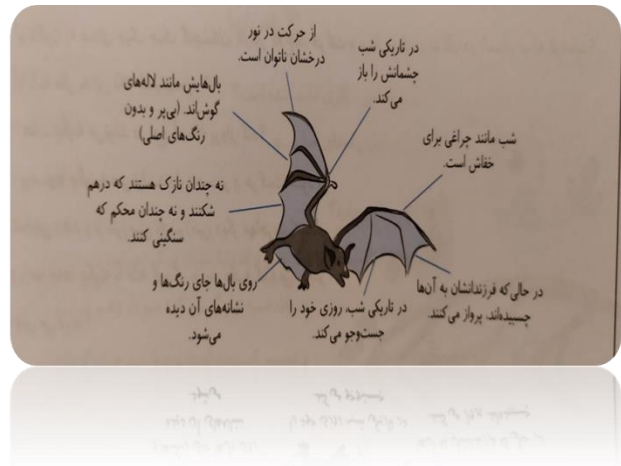 از حرکت در نور
درخشان ناتوان است.
در تاریکی شب
چشمانش را باز
می‌کند.
بال‌هایش مانند لاله‌های
گوش‌اند. (بی‌پر و بدون
رنگ‌های اصلی)
شب مانند چراغی برای
خفاش است.
نه چندان نازک هستند که درهم
شکنند و نه چندان محکم که
سنگینی کنند.
روی بال‌ها جای رنگ‌ها و
نشانه‌های آن دیده
می‌شود.
در تاریکی شب، روزی خود را
جست‌وجو می‌کند.
در حالی‌که فرزندانشان به آن‌ها
چسبیده‌اند، پرواز می‌کنند.